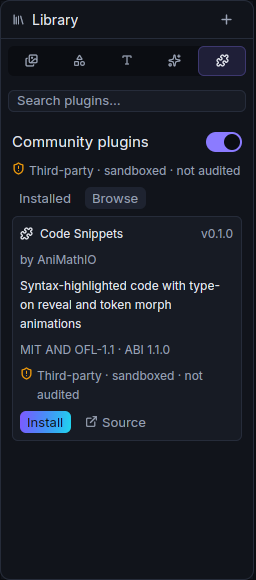 Library
Search plugins...
Community plugins
Third-party · sandboxed · not audited
Installed Browse
Code Snippets v0.1.0
by AniMathIO
Syntax-highlighted code with type-
on reveal and token morph
animations
MIT AND OFL-1.1 · ABI 1.1.0
Third-party · sandboxed · not
audited
Install Source